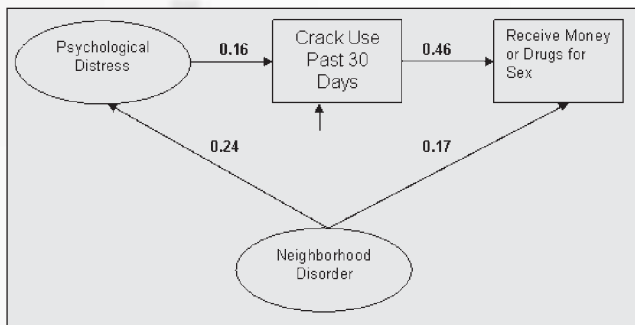 Psychological
Distress
0.16
Crack Use
Past 30
Days
0.46
Receive Money
or Drugs for
Sex
0.24
0.17
Neighborhood
Disorder